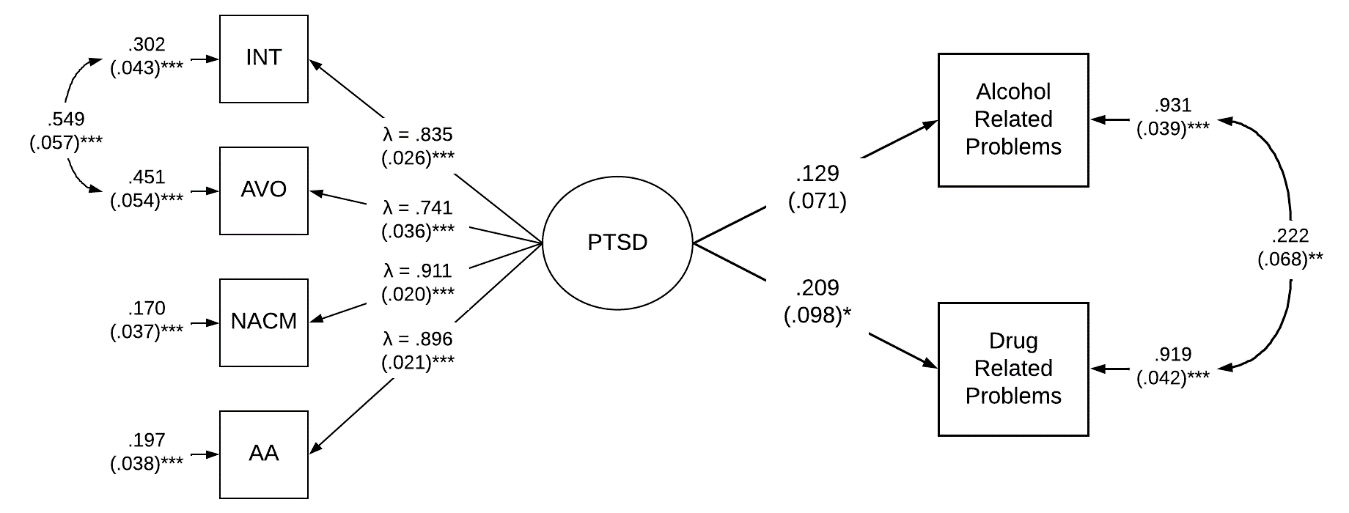 .302
(.043)***
INT
.549
(.057)***
.451
(.054)***
AVO
.170
(.037)***
NACM
.197
(.038)***
AA
λ = .835
(.026)***
λ = .741
(.036)***
λ = .911
(.020)***
λ = .896
(.021)***
PTSD
.129
(.071)
.209
(.098)*
Alcohol
Related
Problems
.931
(.039)***
.222
(.068)**
Drug
Related
Problems
.919
(.042)***